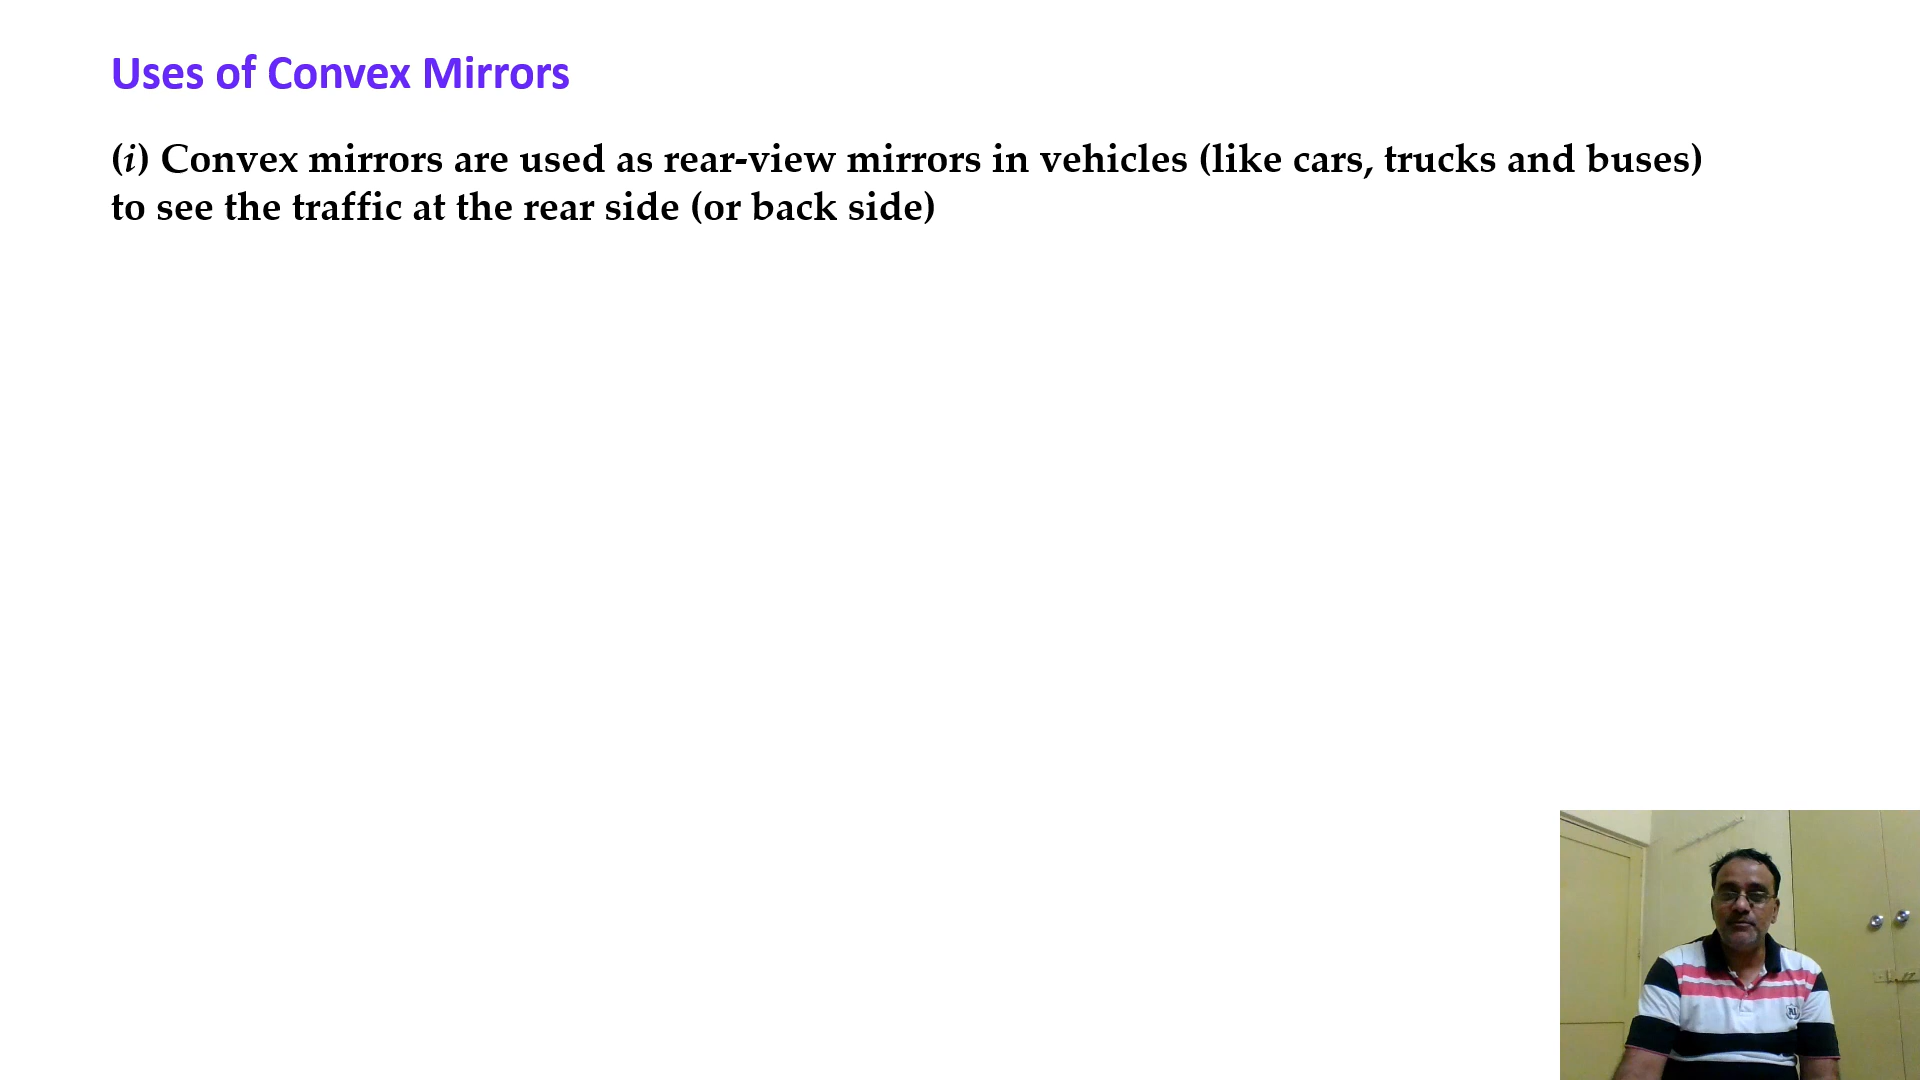 Uses of Convex Mirrors
(i) Convex mirrors are used as rear-view mirrors in vehicles (like cars, trucks and buses)
to see the traffic at the rear side (or back side)